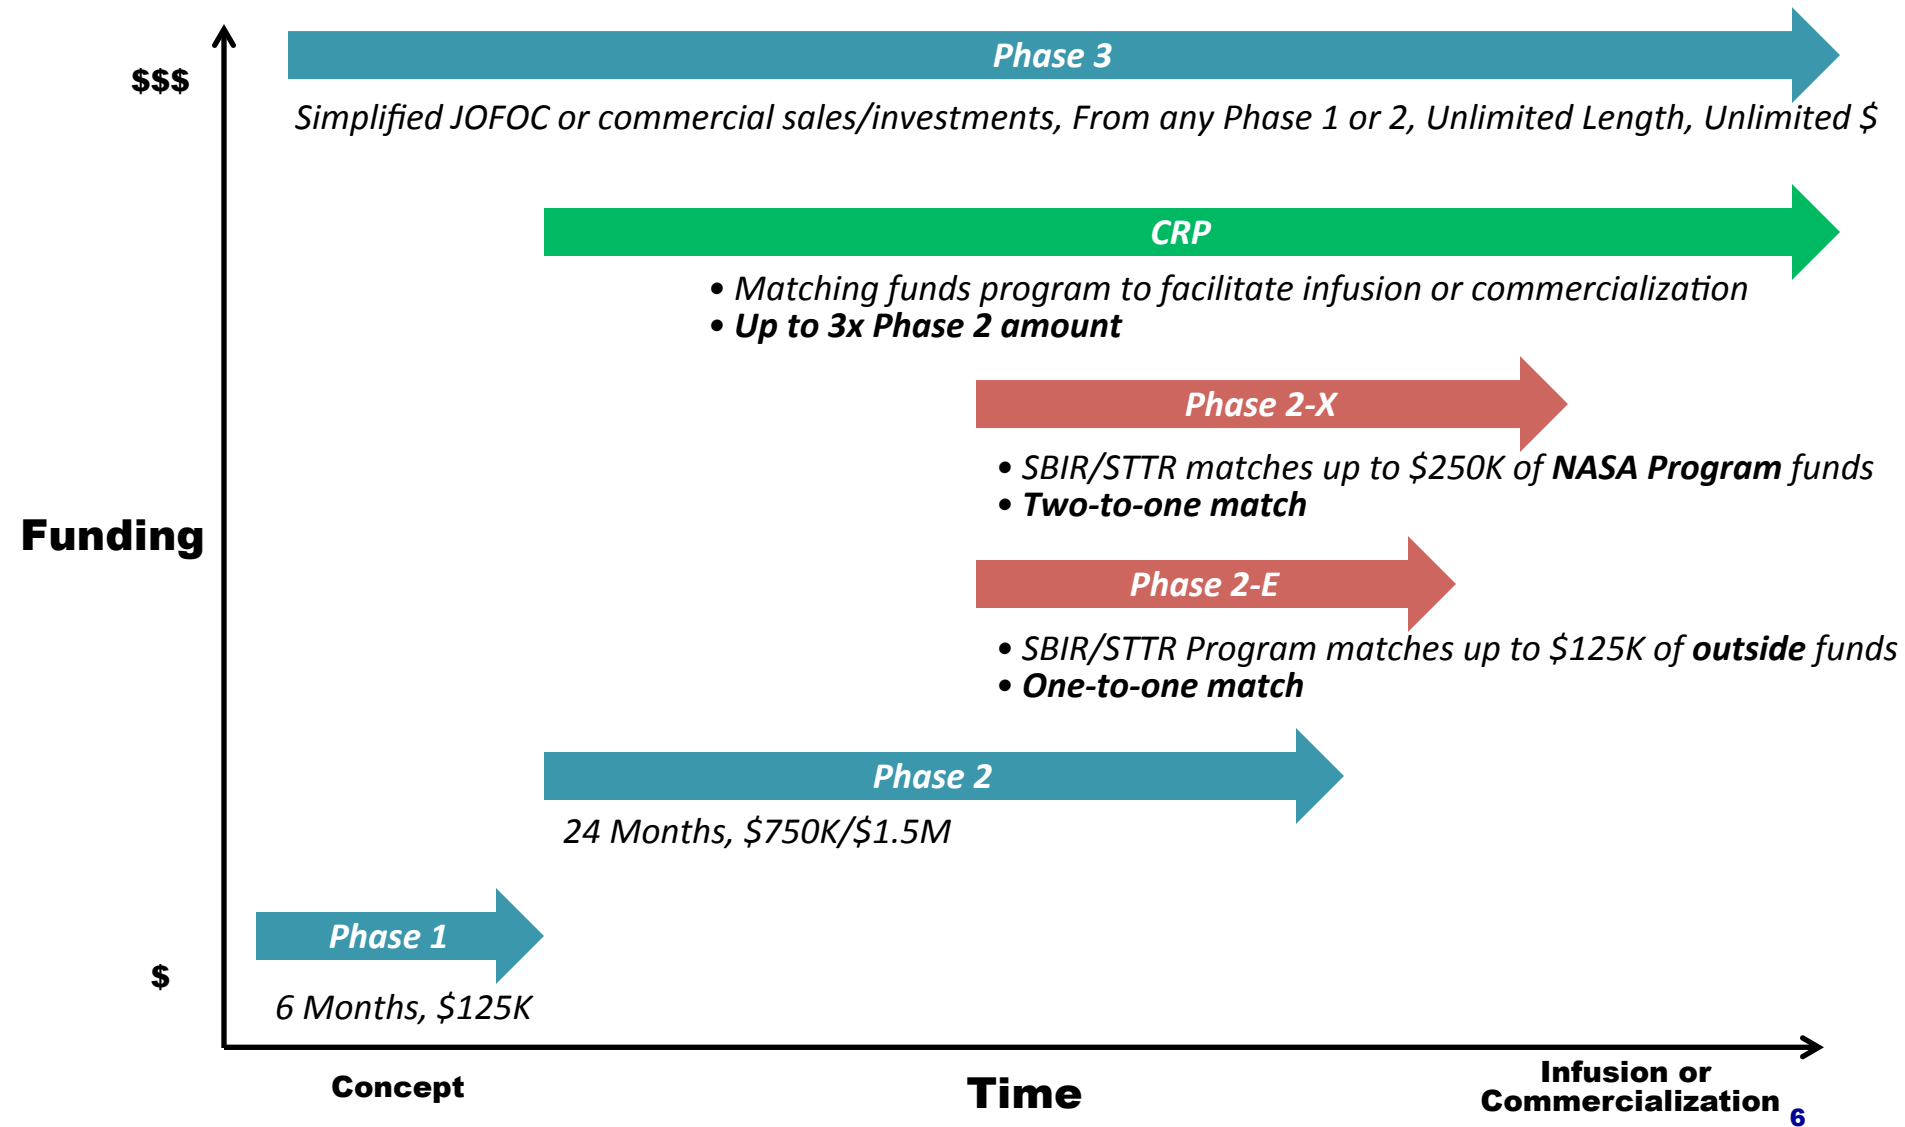 Phase 3
$$$
Simplified JOFOC or commercial sales/investments, From any Phase 1 or 2, Unlimited Length, Unlimited $
CRP
• Matching funds program to facilitate infusion or commercialization
• Up to 3x Phase 2 amount
Phase 2-X
• SBIR/STTR matches up to $250K of NASA Program funds
• Two-to-one match
Funding
Phase 2-E
• SBIR/STTR Program matches up to $125K of outside funds
• One-to-one match
Phase 2
24 Months, $750K/$1.5M
Phase 1
$
6 Months, $125K
Concept
Time
Infusion or
Commercialization
6